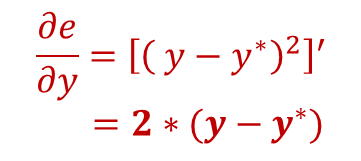 ∂e/∂y = [( y − y*)²]′
= 2 * (y − y*)